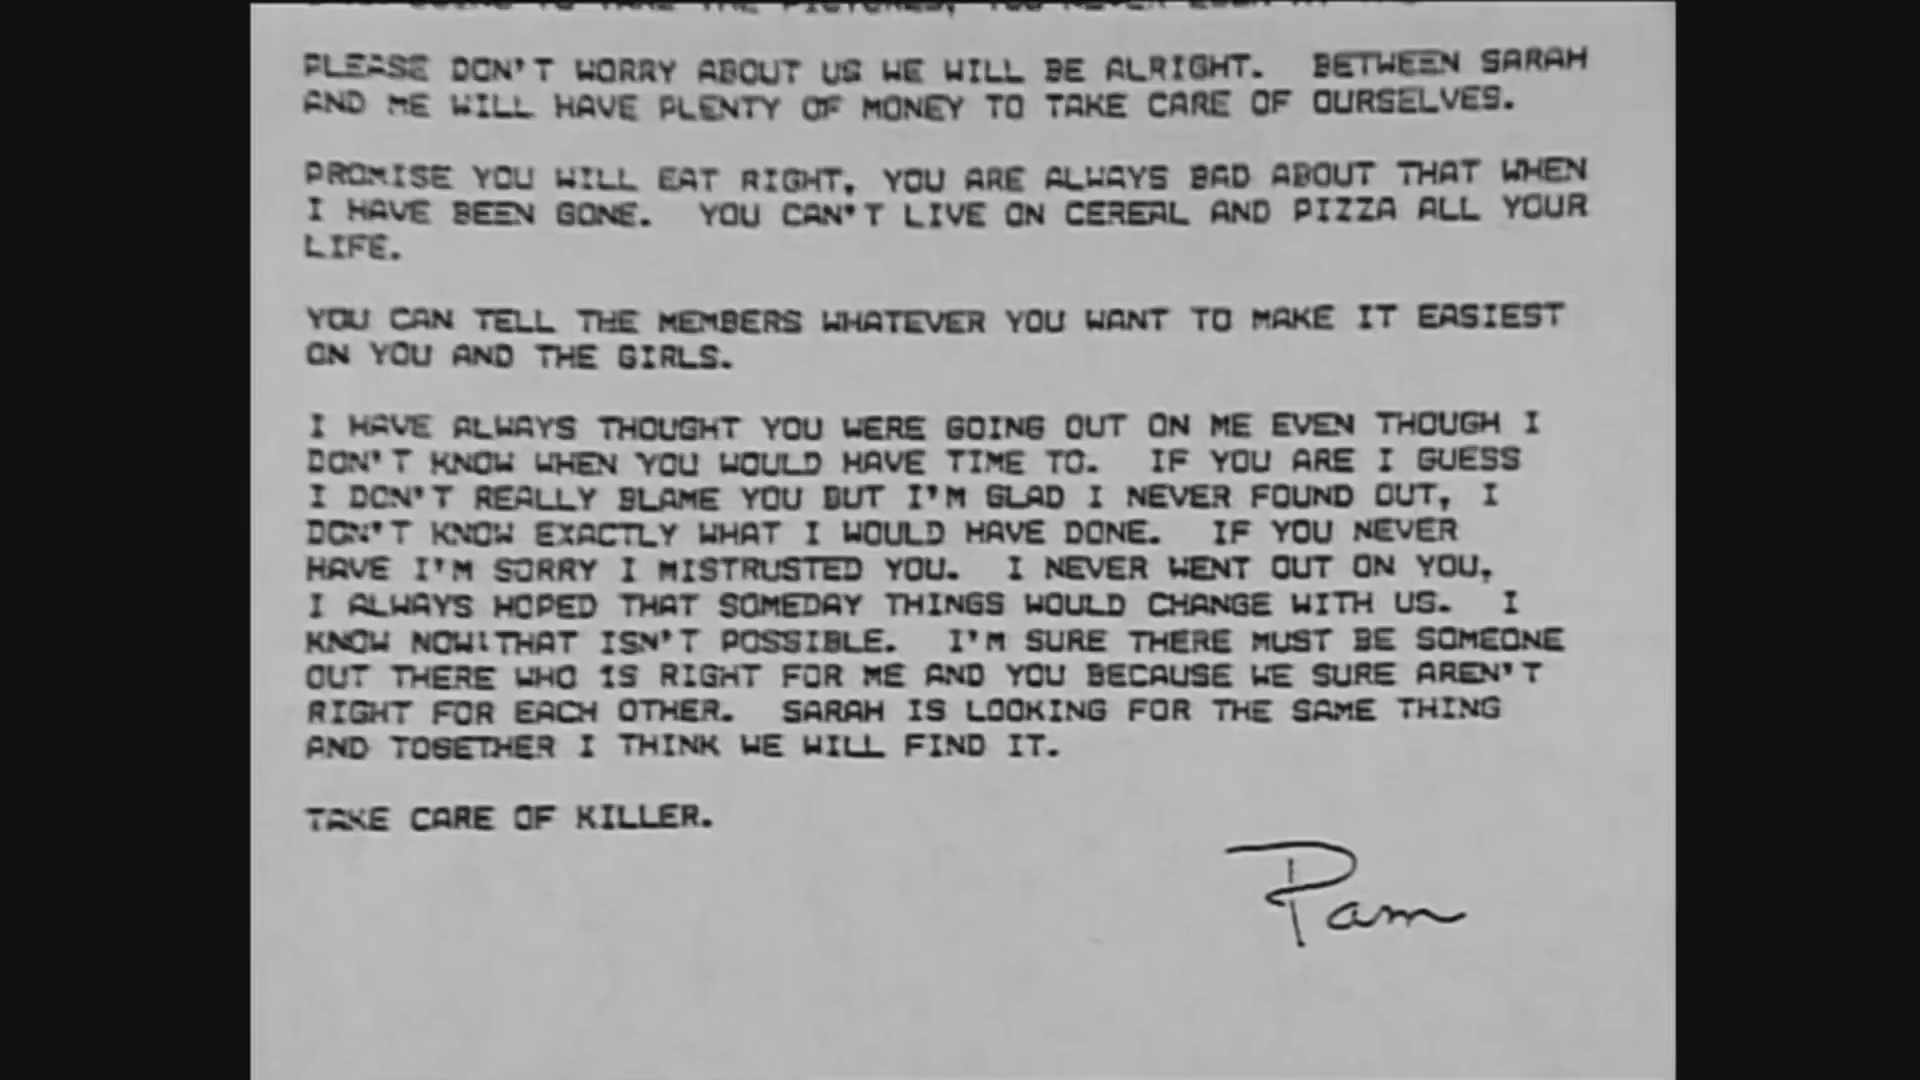 TAKE THE PICTURES, YOU NEVER
PLEASE DON'T WORRY ABOUT US WE WILL BE ALRIGHT. BETWEEN SARAH
AND ME WILL HAVE PLENTY OF MONEY TO TAKE CARE OF OURSELVES.
PROMISE YOU WILL EAT RIGHT, YOU ARE ALWAYS BAD ABOUT THAT WHEN
I HAVE BEEN GONE. YOU CAN'T LIVE ON CEREAL AND PIZZA ALL YOUR
LIFE.
YOU CAN TELL THE MEMBERS WHATEVER YOU WANT TO MAKE IT EASIEST
ON YOU AND THE GIRLS.
I HAVE ALWAYS THOUGHT YOU WERE GOING OUT ON ME EVEN THOUGH I
DON'T KNOW WHEN YOU WOULD HAVE TIME TO. IF YOU ARE I GUESS
I DON'T REALLY BLAME YOU BUT I'M GLAD I NEVER FOUND OUT, I
DON'T KNOW EXACTLY WHAT I WOULD HAVE DONE. IF YOU NEVER
HAVE I'M SORRY I MISTRUSTED YOU. I NEVER WENT OUT ON YOU,
I ALWAYS HOPED THAT SOMEDAY THINGS WOULD CHANGE WITH US. I
KNOW NOW THAT ISN'T POSSIBLE. I'M SURE THERE MUST BE SOMEONE
OUT THERE WHO IS RIGHT FOR ME AND YOU BECAUSE WE SURE AREN'T
RIGHT FOR EACH OTHER. SARAH IS LOOKING FOR THE SAME THING
AND TOGETHER I THINK WE WILL FIND IT.
TAKE CARE OF KILLER.
Pam